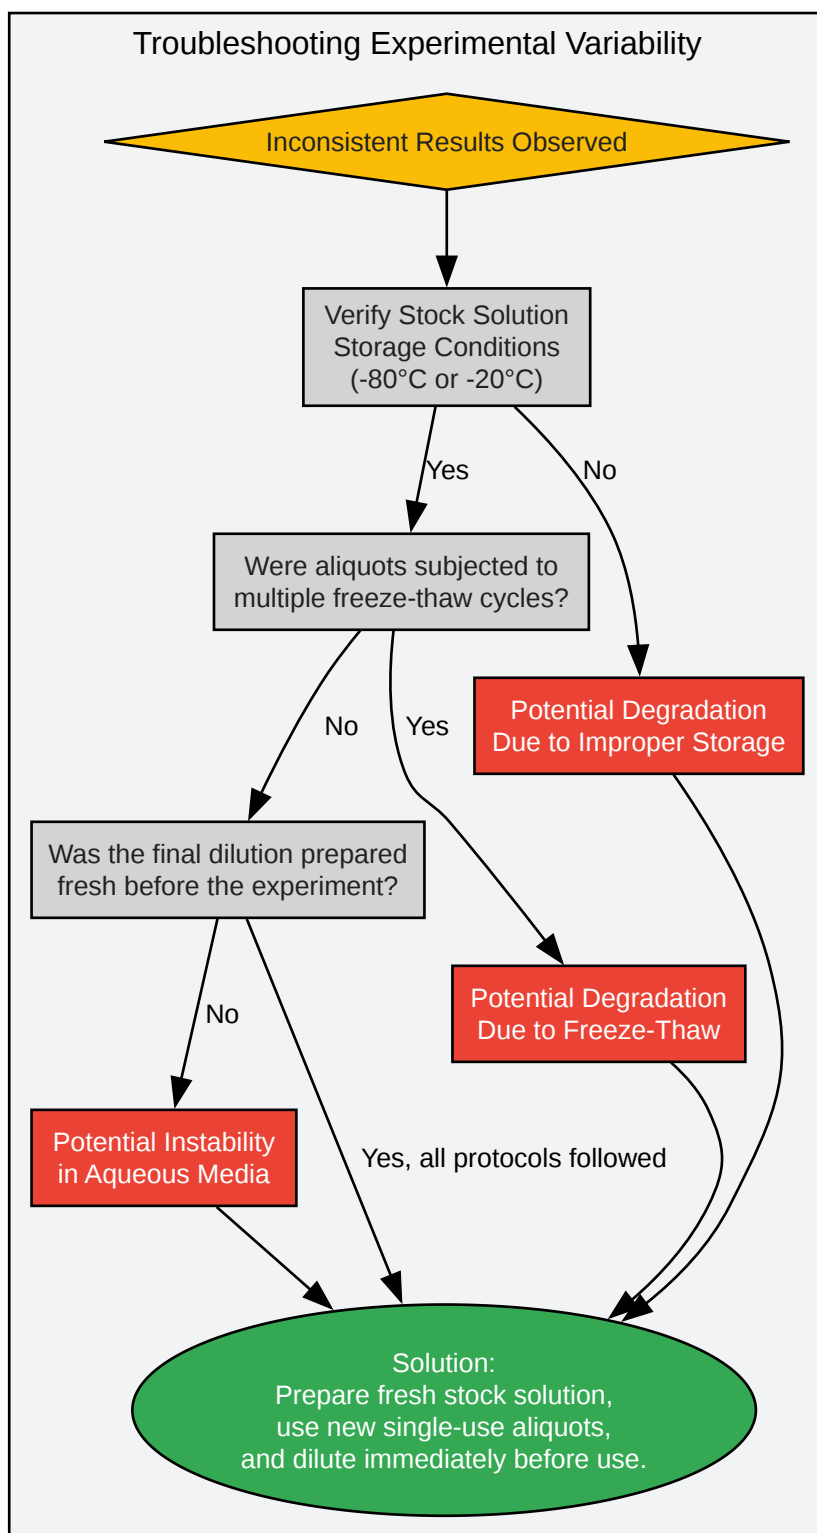 Troubleshooting Experimental Variability
Inconsistent Results Observed
Verify Stock Solution
Storage Conditions
(-80°C or -20°C)
Yes
No
Were aliquots subjected to
multiple freeze-thaw cycles?
No
Yes
Potential Degradation
Due to Improper Storage
Was the final dilution prepared
fresh before the experiment?
Potential Degradation
Due to Freeze-Thaw
No
Potential Instability
in Aqueous Media
Yes, all protocols followed
Solution:
Prepare fresh stock solution,
use new single-use aliquots,
and dilute immediately before use.